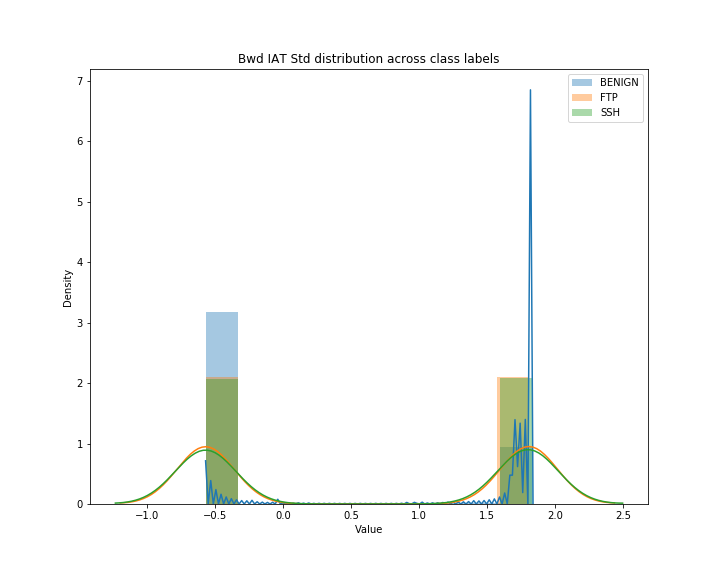 Bwd IAT Std distribution across class labels
BENIGN
FTP
SSH
Density
7
6
5
4
3
2
1
0
−1.0 −0.5 0.0 0.5 1.0 1.5 2.0 2.5
Value